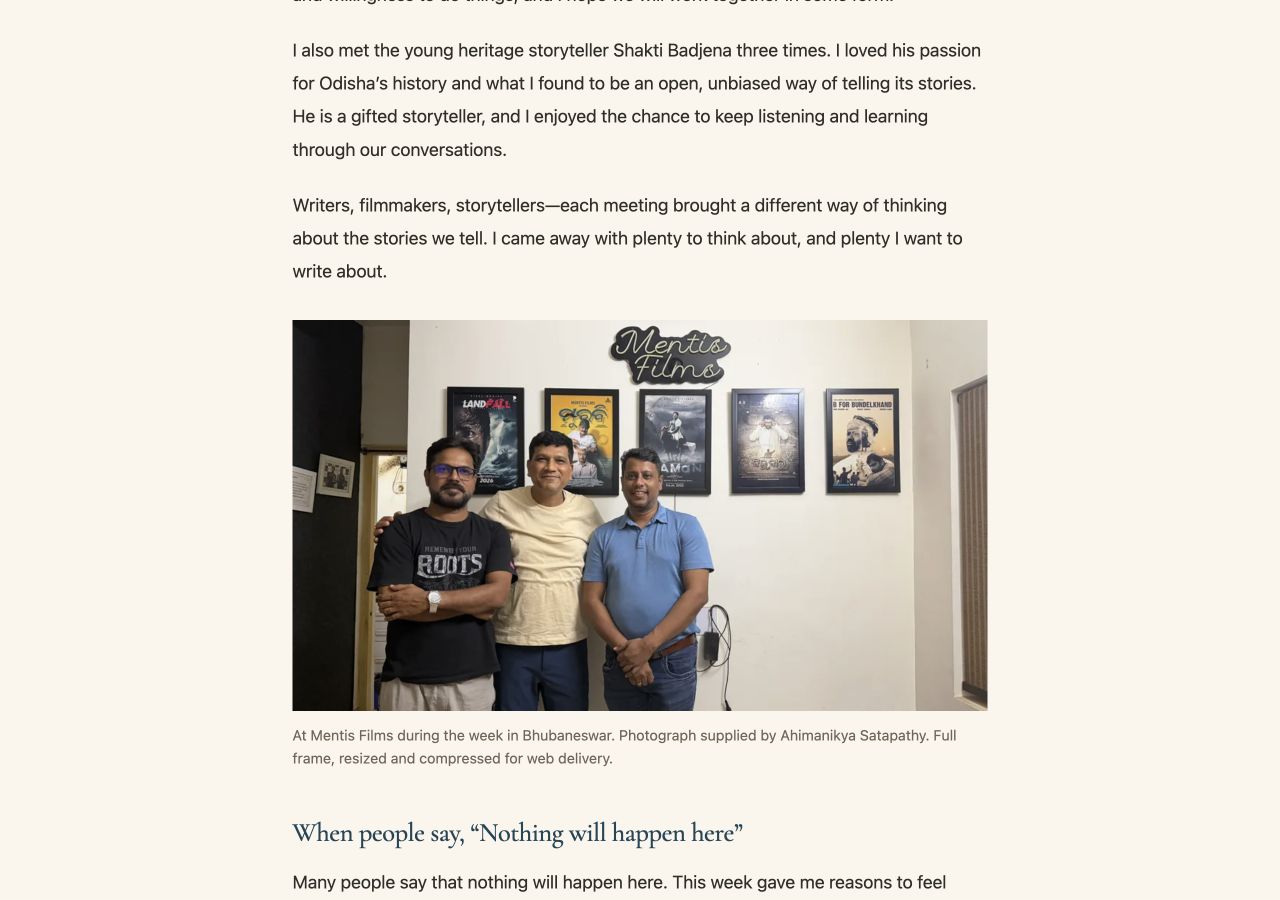 I also met the young heritage storyteller Shakti Badjena three times. I loved his passion
for Odisha’s history and what I found to be an open, unbiased way of telling its stories.
He is a gifted storyteller, and I enjoyed the chance to keep listening and learning
through our conversations.
Writers, filmmakers, storytellers—each meeting brought a different way of thinking
about the stories we tell. I came away with plenty to think about, and plenty I want to
write about.
Mentis
Films
LANDFALL
2026
MENTIS FILMS
B FOR BUNDELKHAND
REMEMBER YOUR
ROOTS
At Mentis Films during the week in Bhubaneswar. Photograph supplied by Ahimanikya Satapathy. Full
frame, resized and compressed for web delivery.
When people say, “Nothing will happen here”
Many people say that nothing will happen here. This week gave me reasons to feel